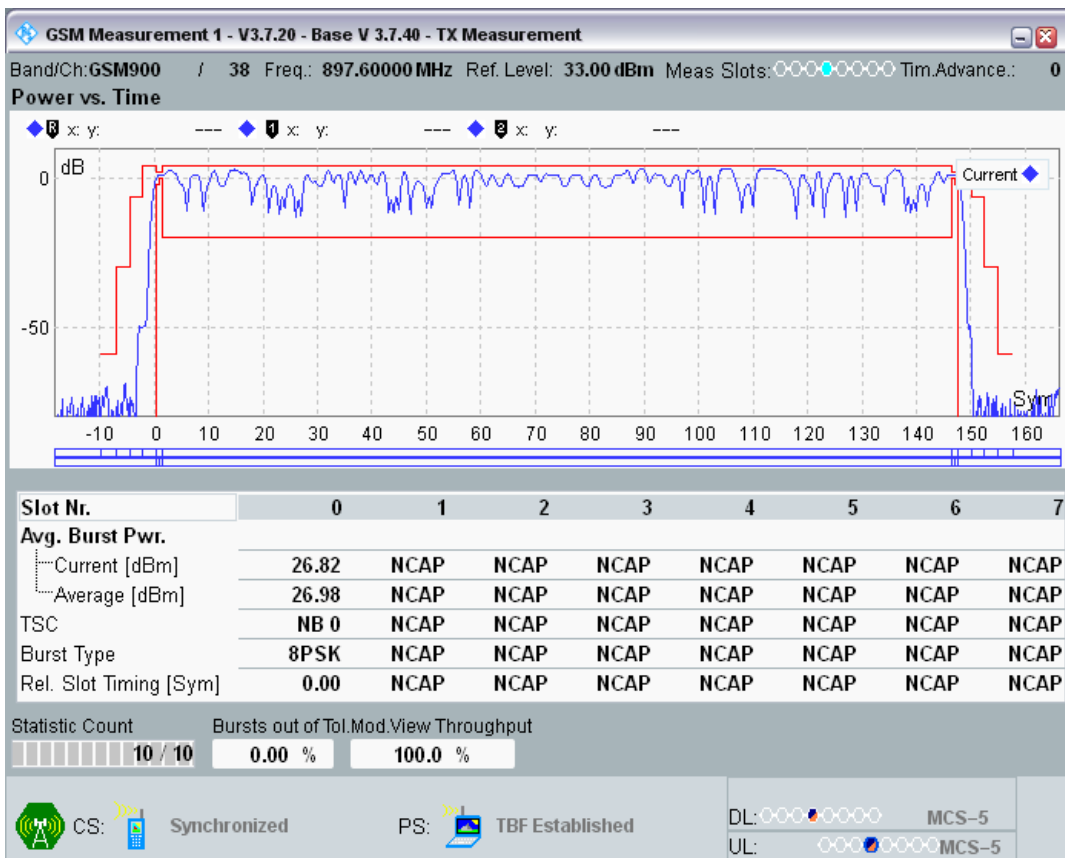 GSM Measurement 1 - V3.7.20 - Base V 3.7.40 - TX Measurement
Band/Ch:GSM900 / 38 Freq.: 897.60000 MHz Ref. Level: 33.00 dBm Meas Slots: Tim.Advance.: 0
Power vs. Time
R x: y: --- 1 x: y: --- 2 x: y: ---
dB
Current
0
-50
Sym
-10 0 10 20 30 40 50 60 70 80 90 100 110 120 130 140 150 160
Slot Nr. 0 1 2 3 4 5 6 7
Avg. Burst Pwr.
Current [dBm] 26.82 NCAP NCAP NCAP NCAP NCAP NCAP NCAP
Average [dBm] 26.98 NCAP NCAP NCAP NCAP NCAP NCAP NCAP
TSC NB 0 NCAP NCAP NCAP NCAP NCAP NCAP NCAP
Burst Type 8PSK NCAP NCAP NCAP NCAP NCAP NCAP NCAP
Rel. Slot Timing [Sym] 0.00 NCAP NCAP NCAP NCAP NCAP NCAP NCAP
Statistic Count Bursts out of Tol.Mod.View Throughput
10 / 10 0.00 % 100.0 %
CS: Synchronized PS: TBF Established
DL: MCS-5
UL: MCS-5